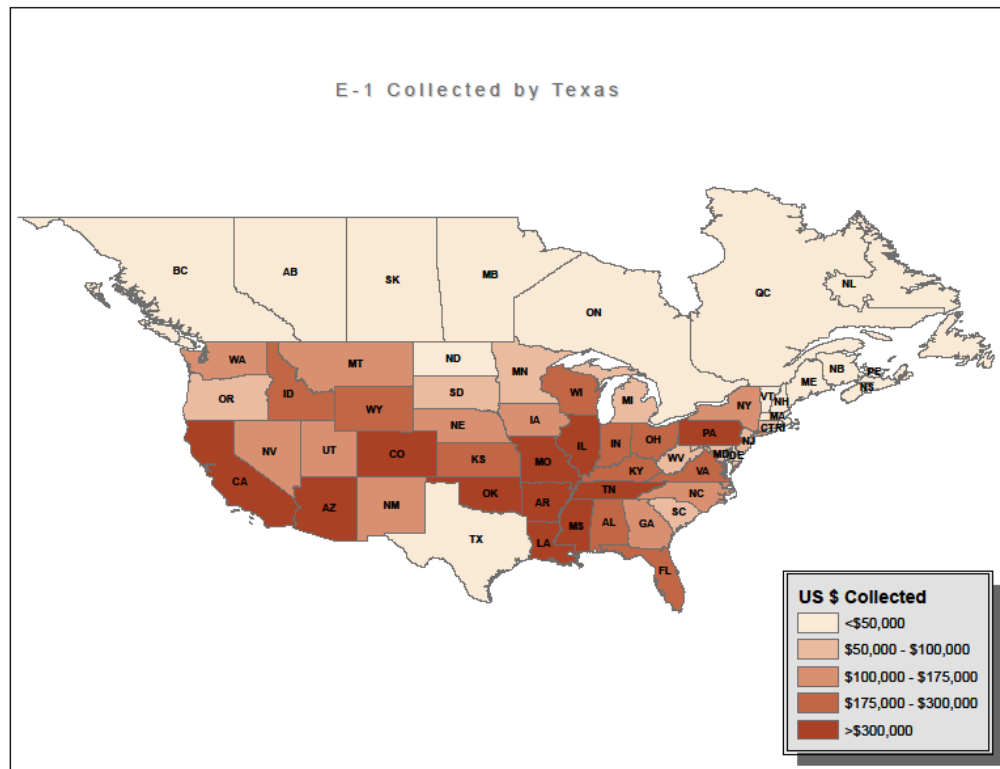 E-1 Collected by Texas
BC
AB
SK
MB
ON
QC
NL
NB
PE
NS
ME
VT
NH
MA
CT RI
WA
MT
ND
MN
OR
ID
WY
SD
WI
MI
NY
NV
UT
CO
NE
IA
IL
IN
OH
PA
NJ
MD DE
CA
AZ
NM
KS
MO
KY
WV
VA
OK
AR
TN
NC
SC
TX
LA
MS
AL
GA
FL
US $ Collected
<$50,000
$50,000 - $100,000
$100,000 - $175,000
$175,000 - $300,000
>$300,000